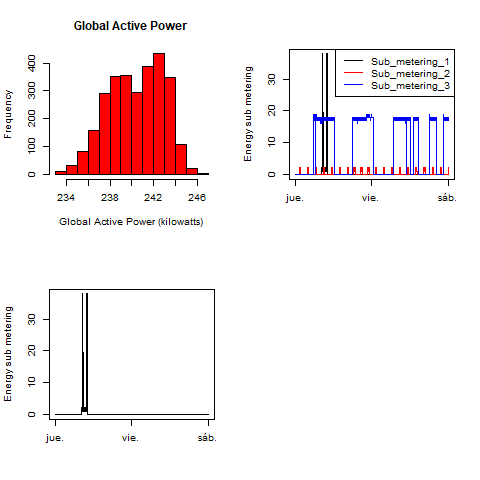 Global Active Power
Frequency
0 100 200 300 400
234 238 242 246
Global Active Power (kilowatts)
Energy sub metering
0 10 20 30
Sub_metering_1
Sub_metering_2
Sub_metering_3
jue. vie. sáb.
Energy sub metering
0 10 20 30
jue. vie. sáb.